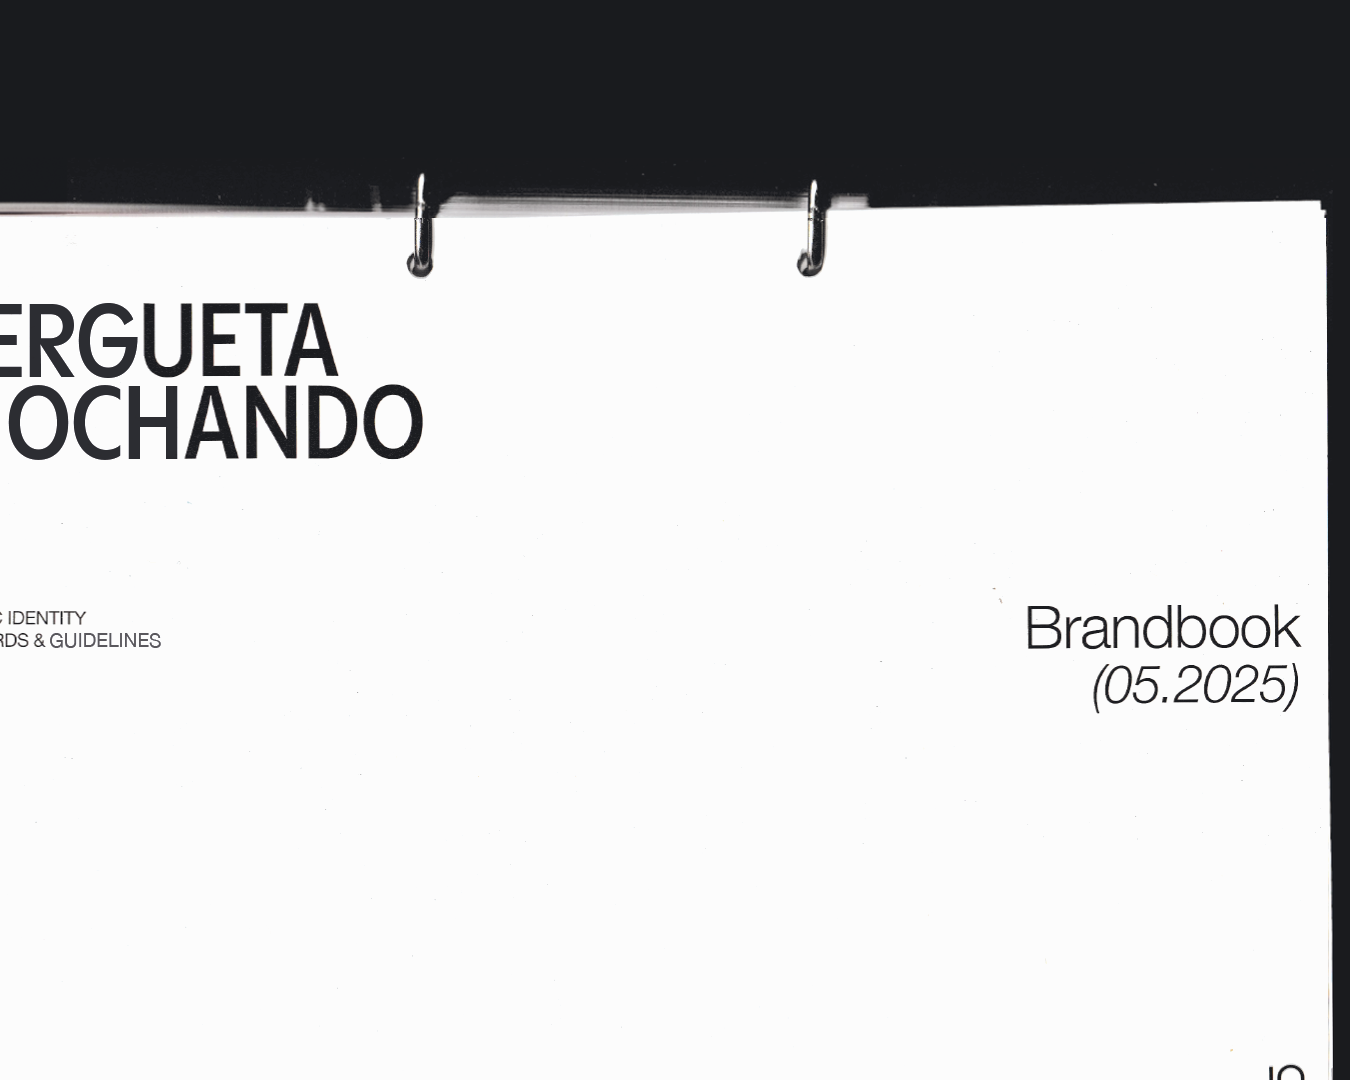 ERGUETA
OCHANDO
C IDENTITY
RDS & GUIDELINES
Brandbook
(05.2025)